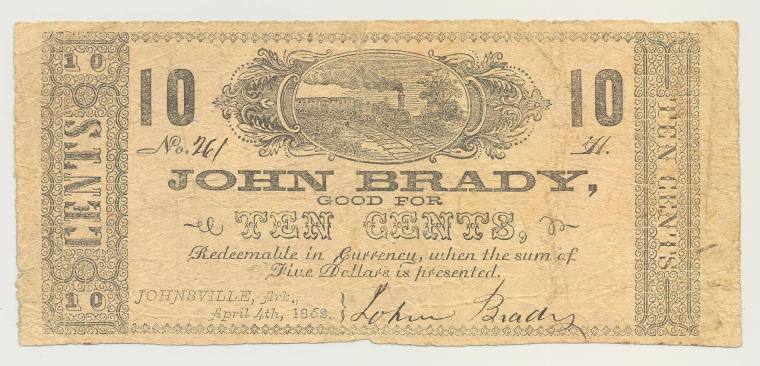 10
CENTS
10
10
10
No. 261
H.
JOHN BRADY,
GOOD FOR
TEN CENTS,
Redeemable in Currency, when the sum of
Five Dollars is presented.
JOHNSVILLE, Ark.,
April 4th, 1862. } John Brady
TEN CENTS